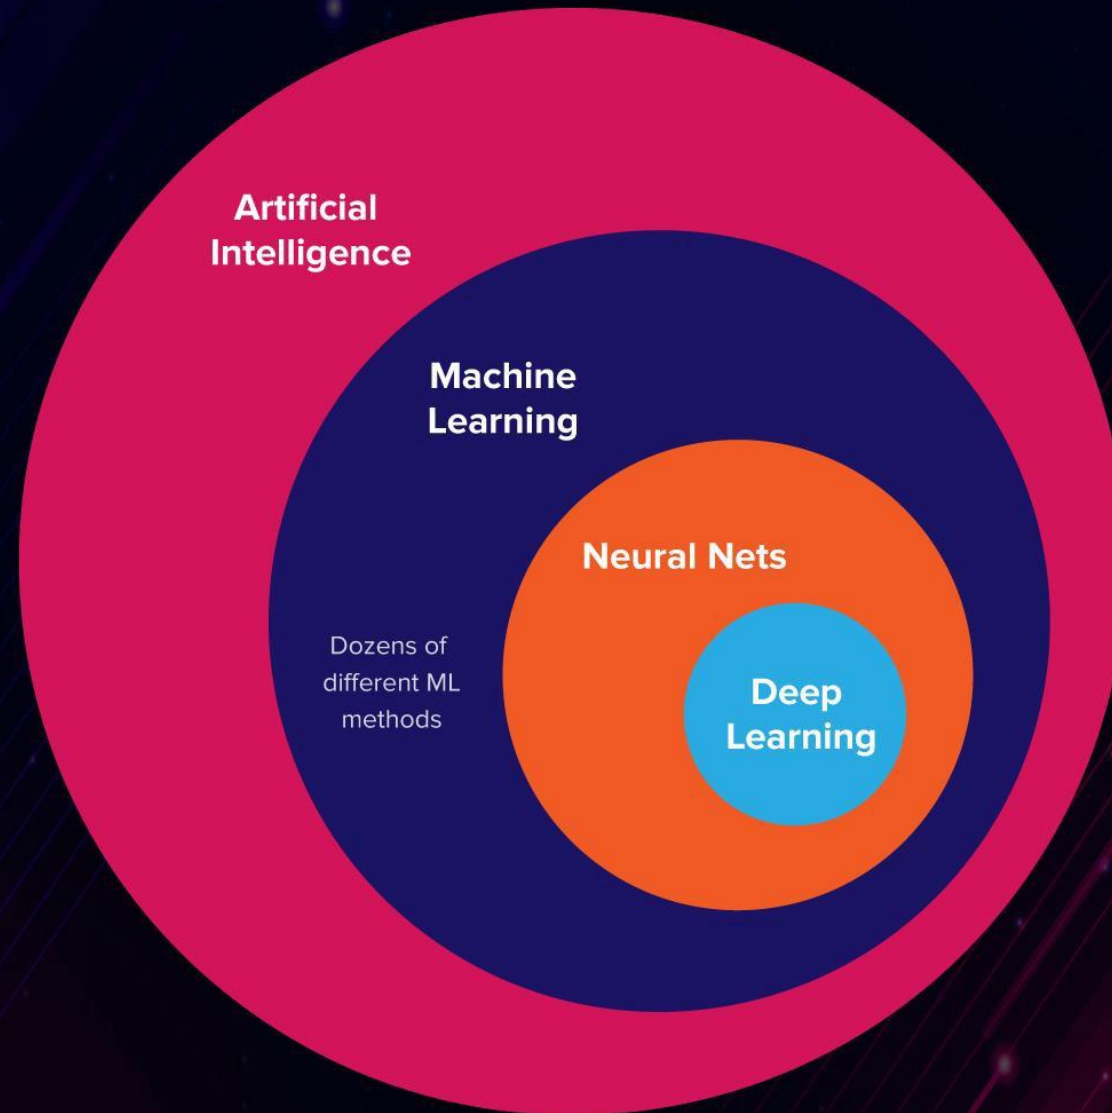 Artificial
Intelligence
Machine
Learning
Neural Nets
Dozens of
different ML
methods
Deep
Learning